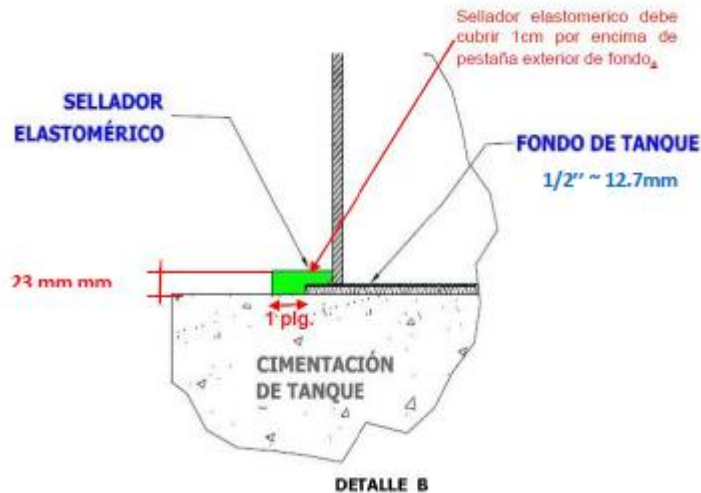 Sellador elastomerico debe
cubrir 1cm por encima de
pestaña exterior de fondo.
SELLADOR
ELASTOMÉRICO
FONDO DE TANQUE
1/2’’ ~ 12.7mm
23 mm mm
1 plg.
CIMENTACIÓN
DE TANQUE
DETALLE B